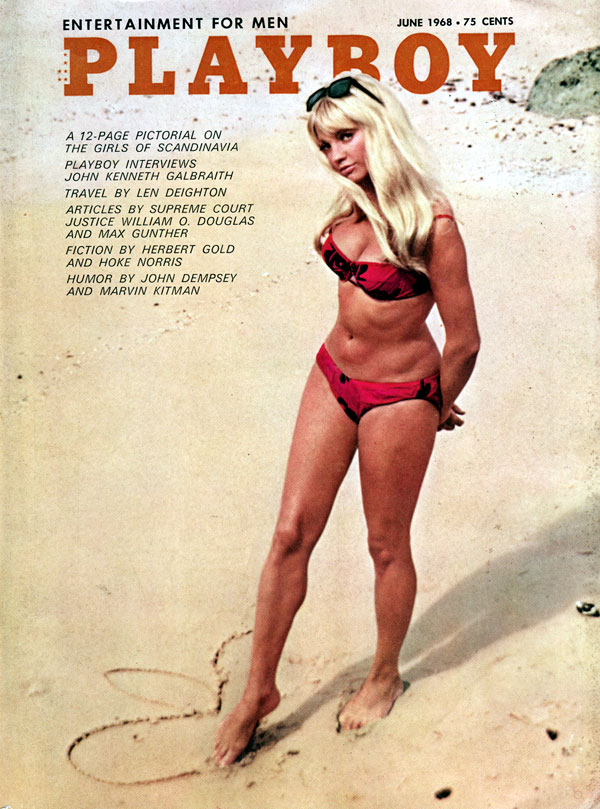 ENTERTAINMENT FOR MEN
JUNE 1968 • 75 CENTS
PLAYBOY
A 12-PAGE PICTORIAL ON
THE GIRLS OF SCANDINAVIA
PLAYBOY INTERVIEWS
JOHN KENNETH GALBRAITH
TRAVEL BY LEN DEIGHTON
ARTICLES BY SUPREME COURT
JUSTICE WILLIAM O. DOUGLAS
AND MAX GUNTHER
FICTION BY HERBERT GOLD
AND HOKE NORRIS
HUMOR BY JOHN DEMPSEY
AND MARVIN KITMAN